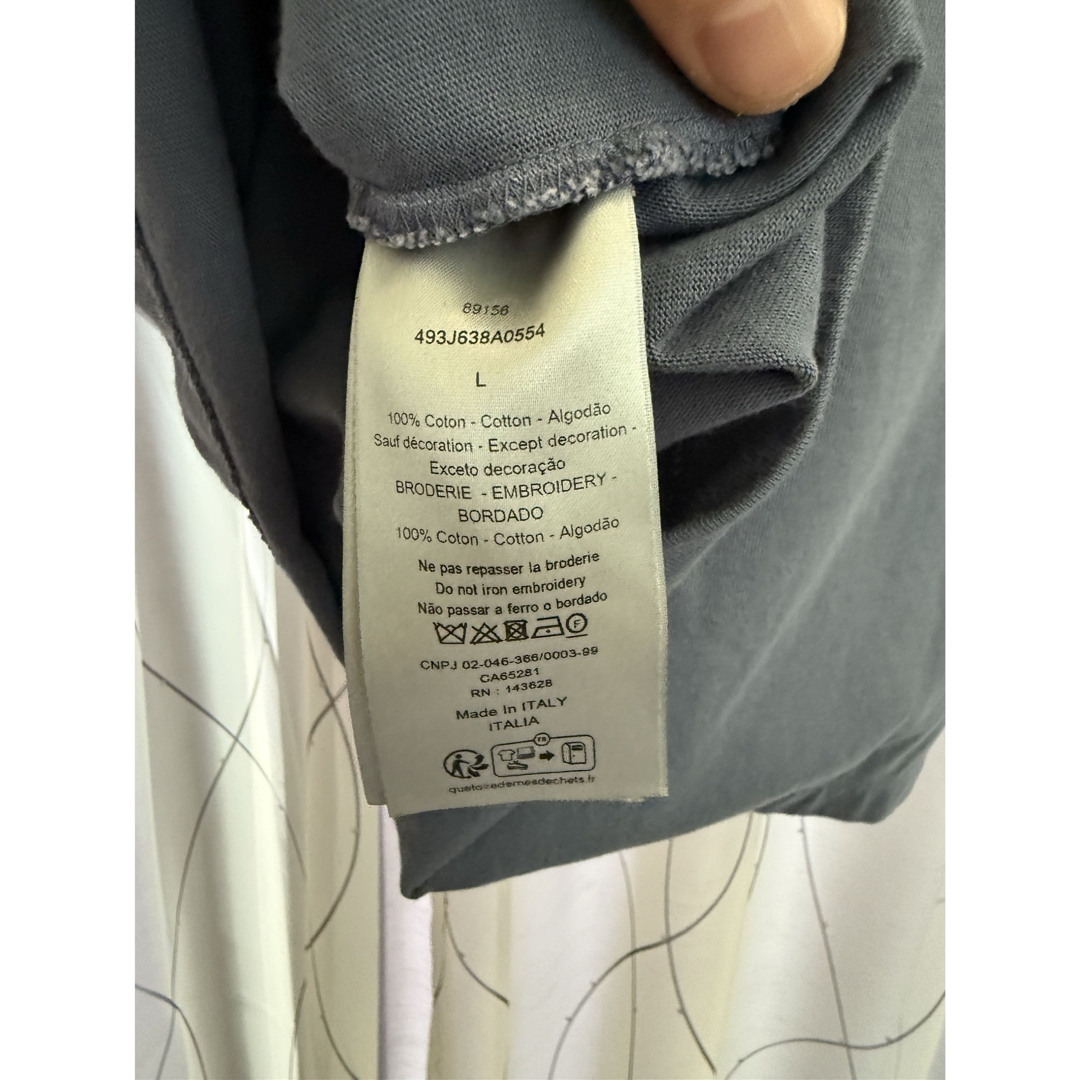 89156
493J638A0554
L
100% Coton - Cotton - Algodão
Sauf décoration - Except decoration -
Exceto decoração
BRODERIE - EMBROIDERY -
BORDADO
100% Coton - Cotton - Algodão
Ne pas repasser la broderie
Do not iron embroidery
Não passar a ferro o bordado
F
CNPJ 02-046-366/0003-99
CA65281
RN : 143628
Made In ITALY
ITALIA
FR